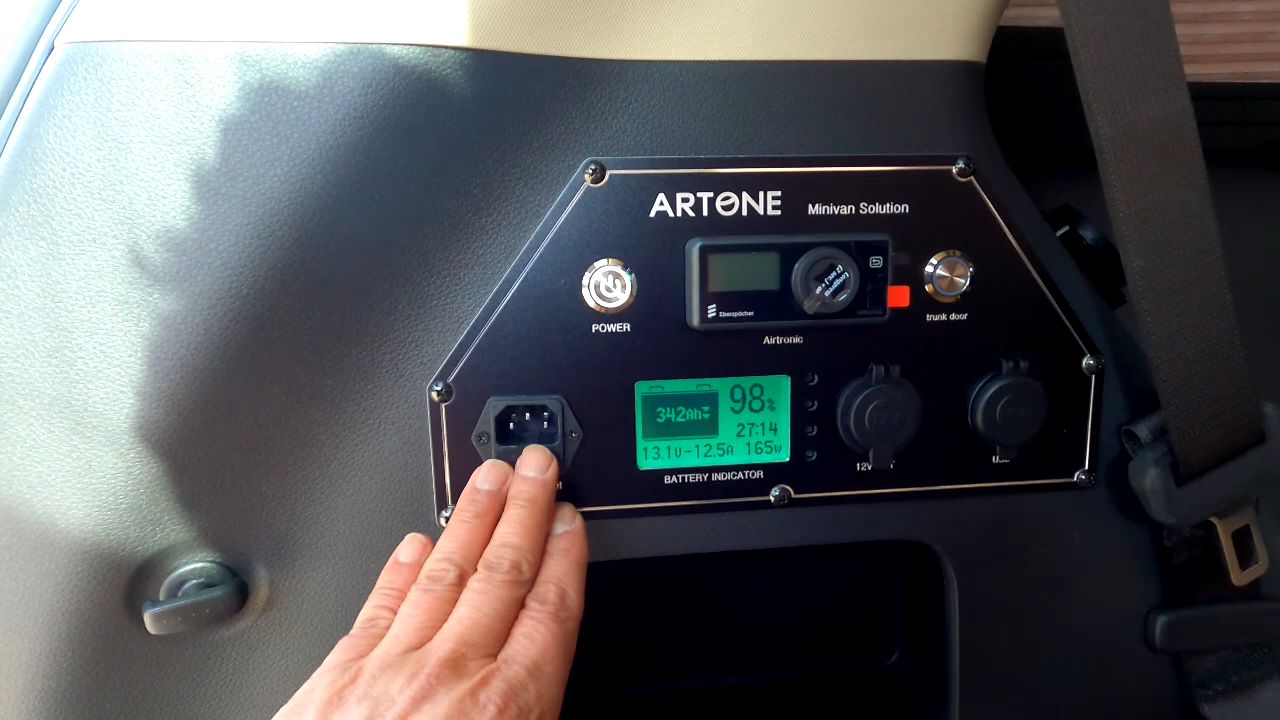 ARTONE Minivan Solution
POWER
Eberspächer
Airtronic
trunk door
342Ah
98%
27:14
13.1V-12.5A 165W
BATTERY INDICATOR